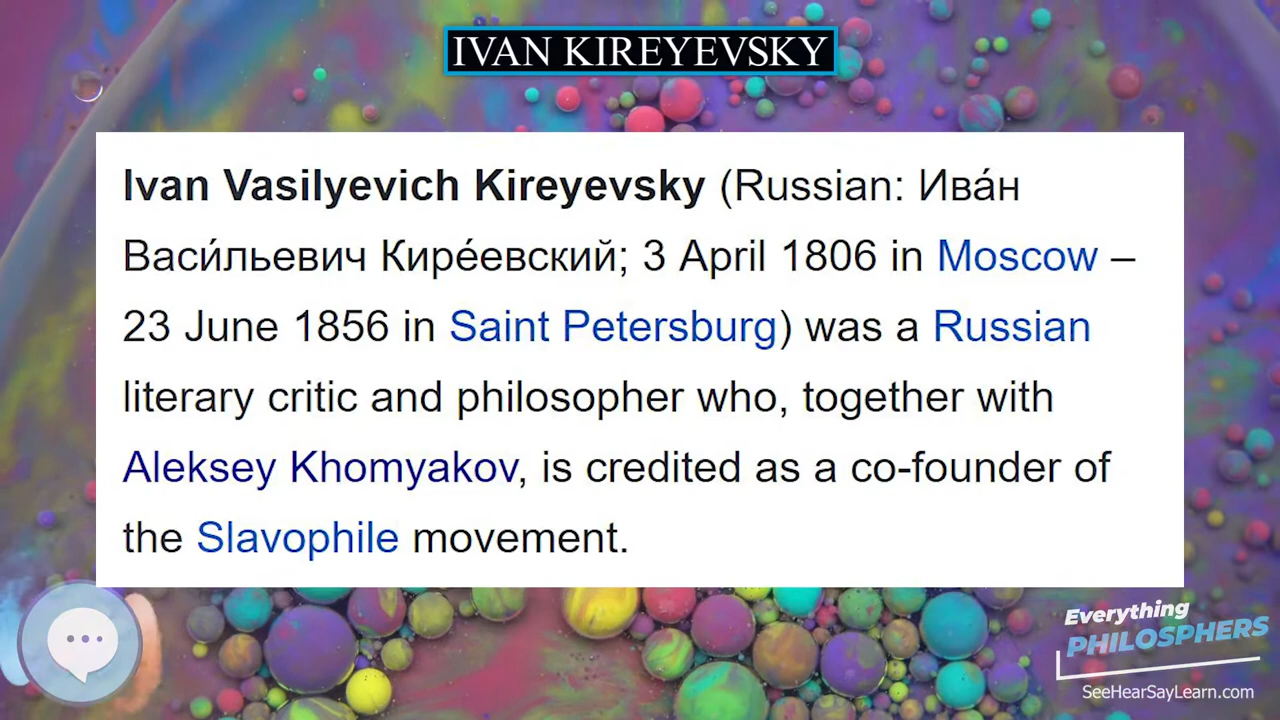 IVAN KIREYEVSKY
Ivan Vasilyevich Kireyevsky (Russian: Ива́н
Васи́льевич Кире́евский; 3 April 1806 in Moscow –
23 June 1856 in Saint Petersburg) was a Russian
literary critic and philosopher who, together with
Aleksey Khomyakov, is credited as a co-founder of
the Slavophile movement.
Everything
PHILOSPHERS
SeeHearSayLearn.com